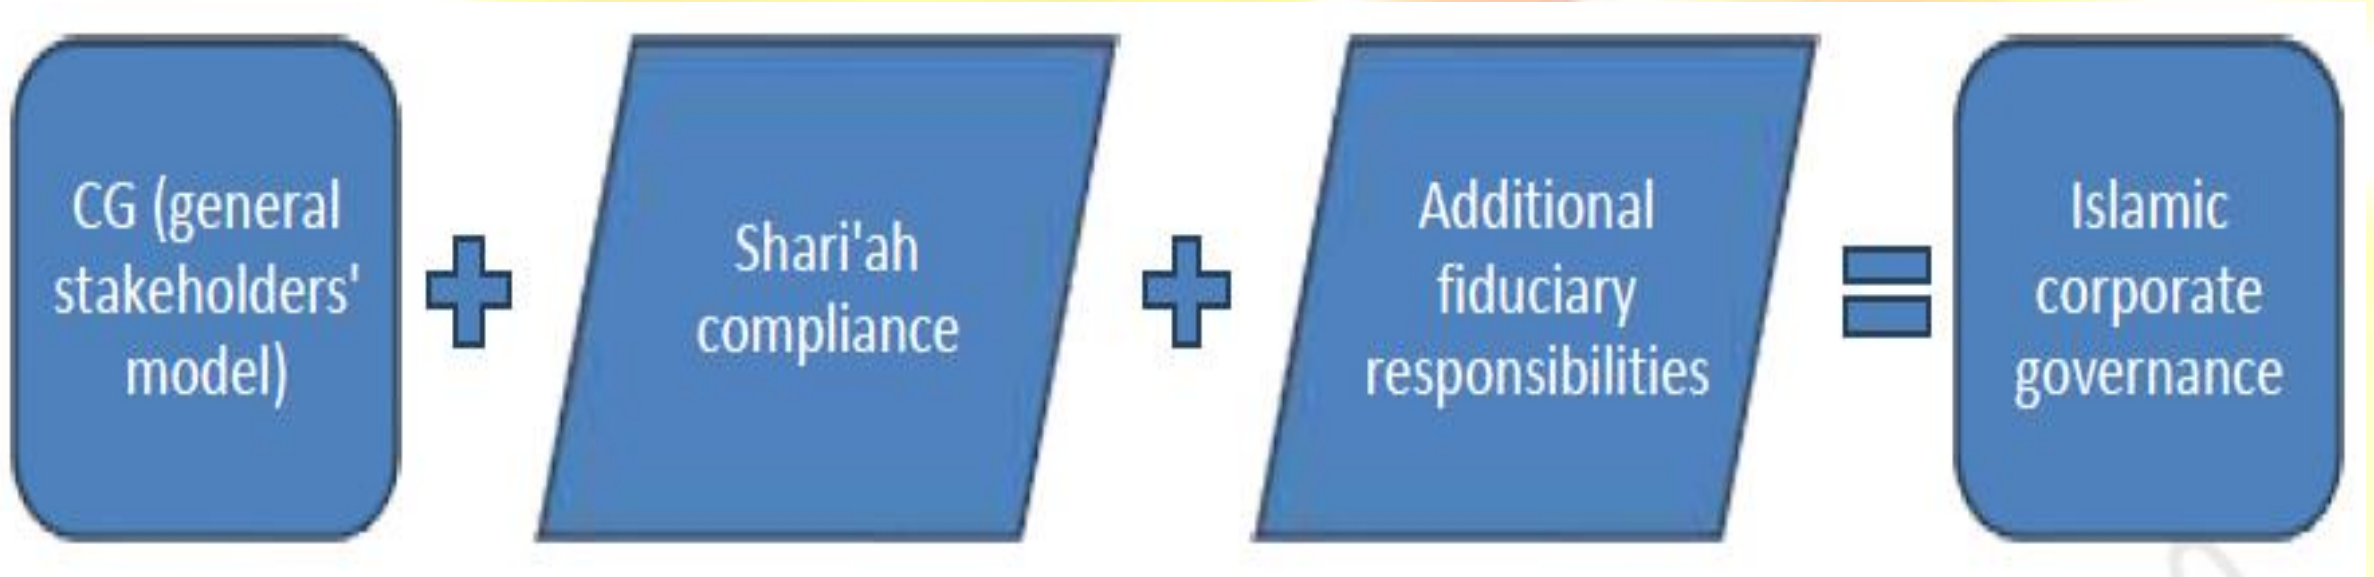 CG (general
stakeholders'
model)
Shari'ah
compliance
Additional
fiduciary
responsibilities
Islamic
corporate
governance